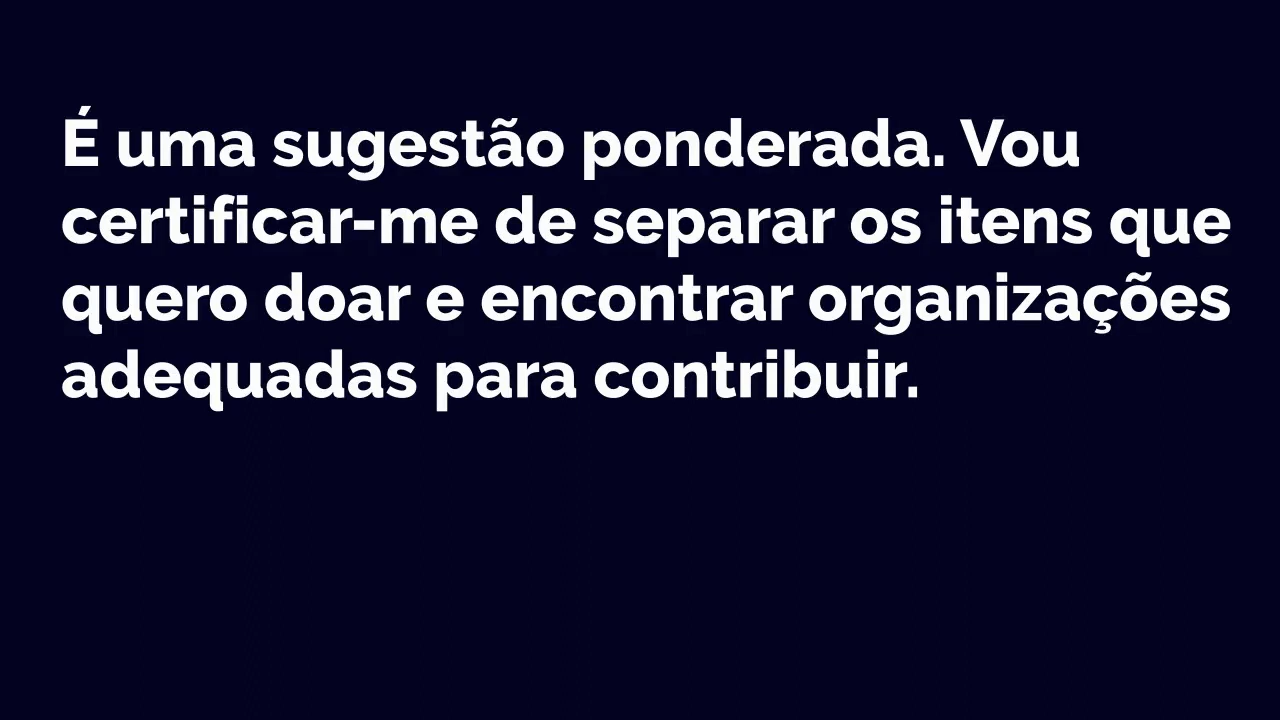 É uma sugestão ponderada. Vou
certificar-me de separar os itens que
quero doar e encontrar organizações
adequadas para contribuir.